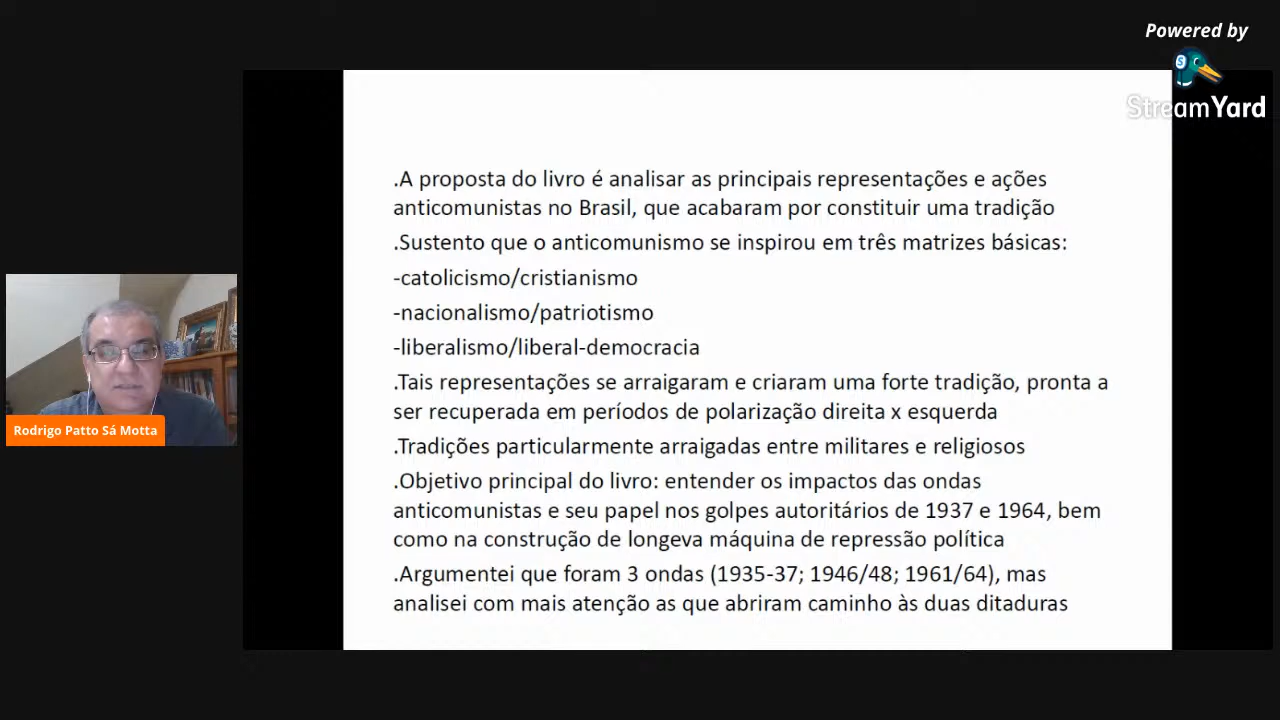 Powered by
StreamYard
.A proposta do livro é analisar as principais representações e ações
anticomunistas no Brasil, que acabaram por constituir uma tradição
.Sustento que o anticomunismo se inspirou em três matrizes básicas:
-catolicismo/cristianismo
-nacionalismo/patriotismo
-liberalismo/liberal-democracia
.Tais representações se arraigaram e criaram uma forte tradição, pronta a
ser recuperada em períodos de polarização direita x esquerda
.Tradições particularmente arraigadas entre militares e religiosos
.Objetivo principal do livro: entender os impactos das ondas
anticomunistas e seu papel nos golpes autoritários de 1937 e 1964, bem
como na construção de longeva máquina de repressão política
.Argumentei que foram 3 ondas (1935-37; 1946/48; 1961/64), mas
analisei com mais atenção as que abriram caminho às duas ditaduras
Rodrigo Patto Sá Motta